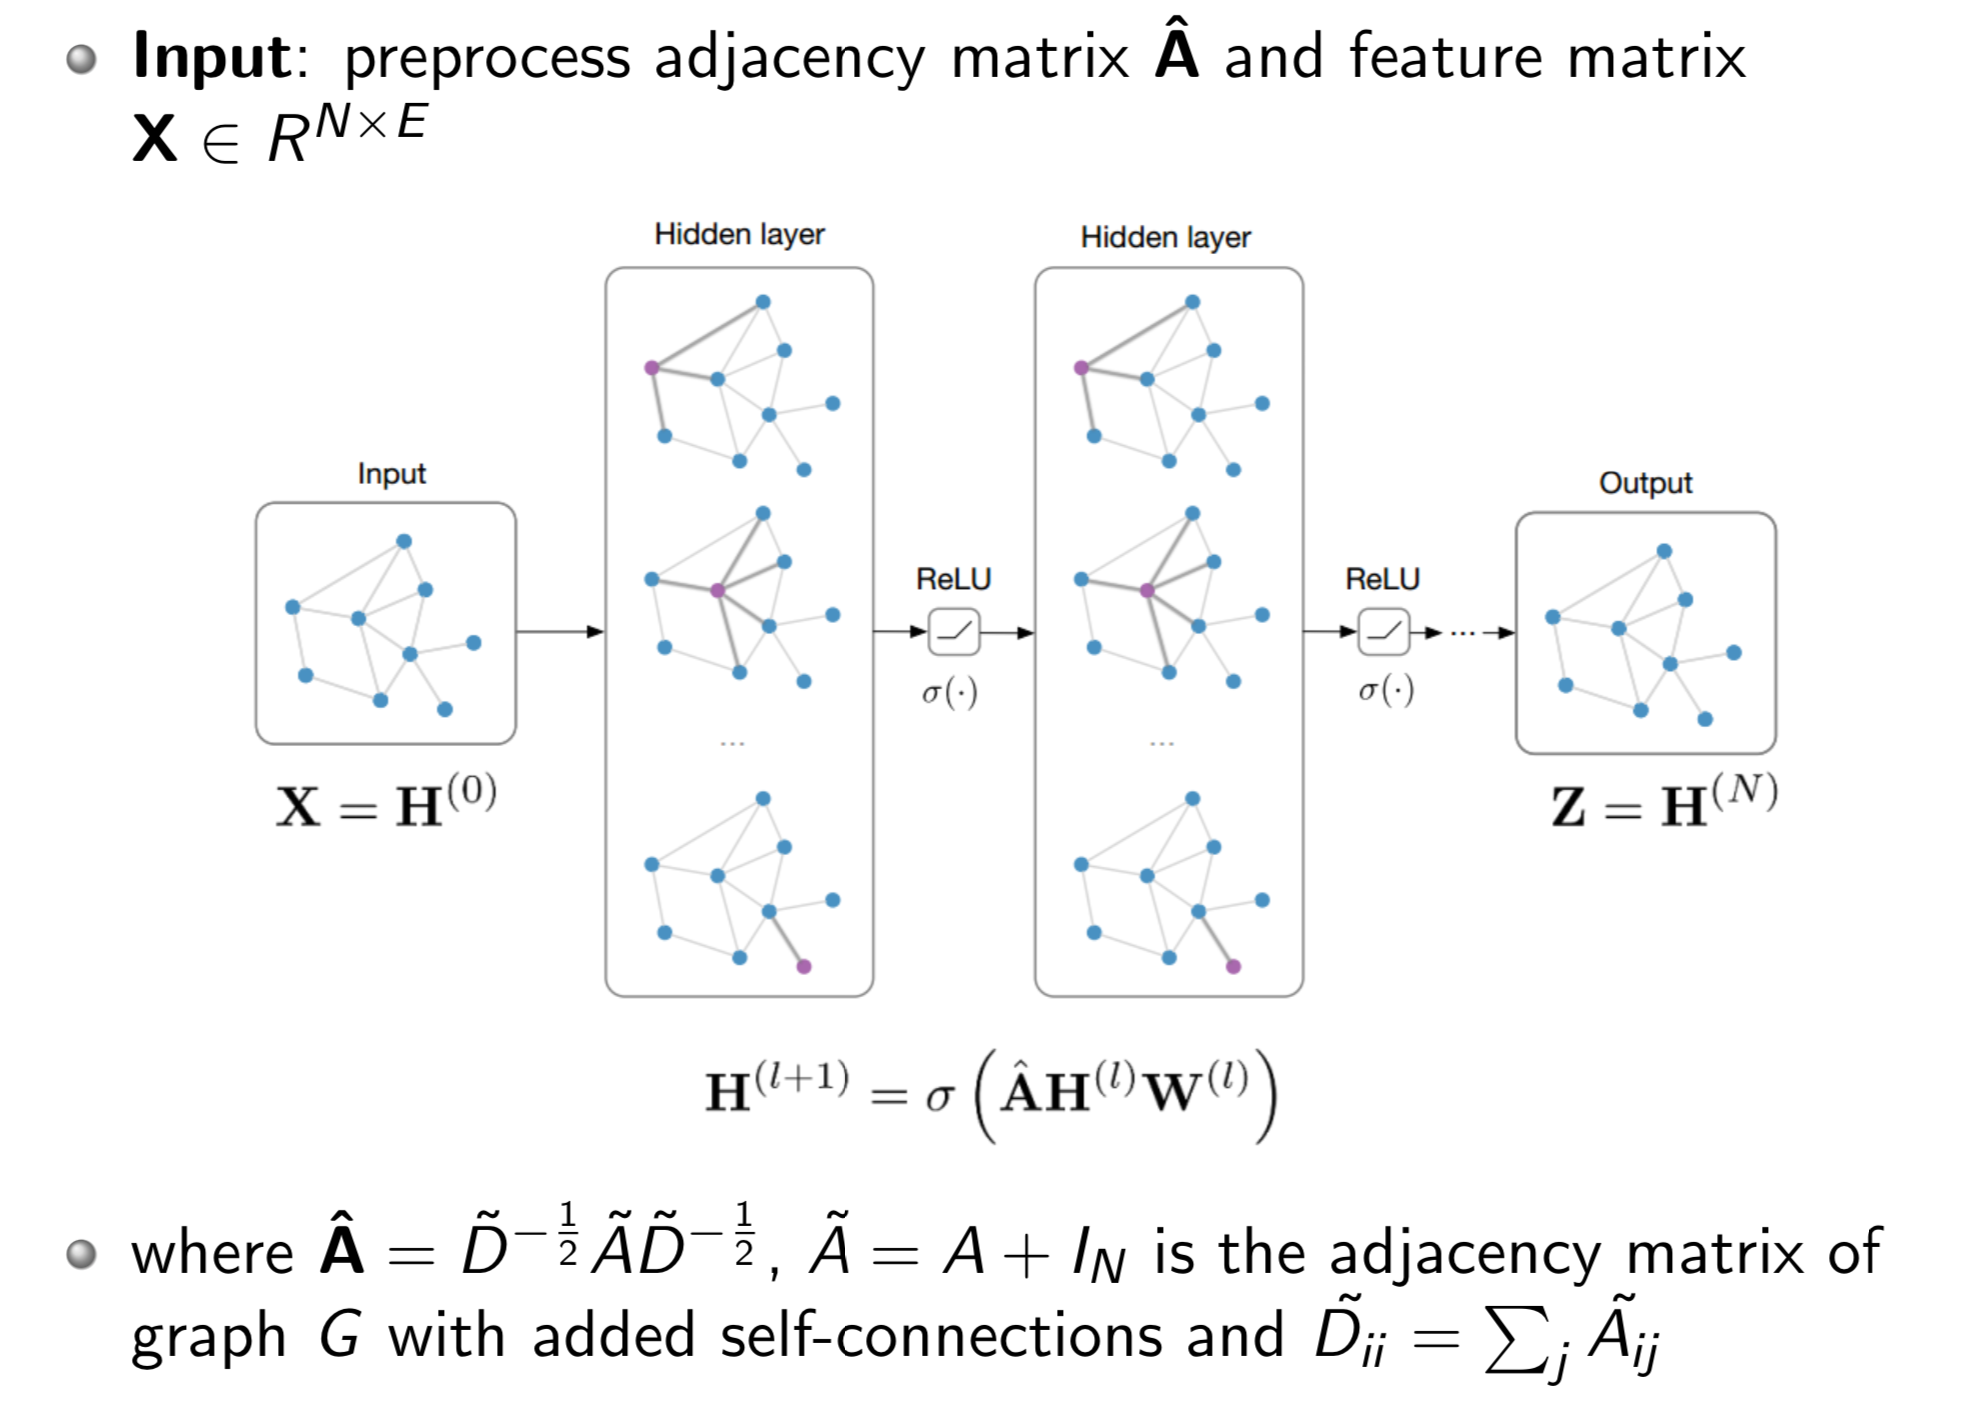 Input: preprocess adjacency matrix Â and feature matrix
X ∈ R^{N×E}
Hidden layer
Hidden layer
Input
Output
ReLU
ReLU
σ(·)
σ(·)
...
...
...
X = H^{(0)}
Z = H^{(N)}
H^{(l+1)} = σ(ÂH^{(l)}W^{(l)})
where Â = D̃^{-1/2}ÃD̃^{-1/2}, Ã = A + I_N is the adjacency matrix of
graph G with added self-connections and D̃_{ii} = ∑_j Ã_{ij}